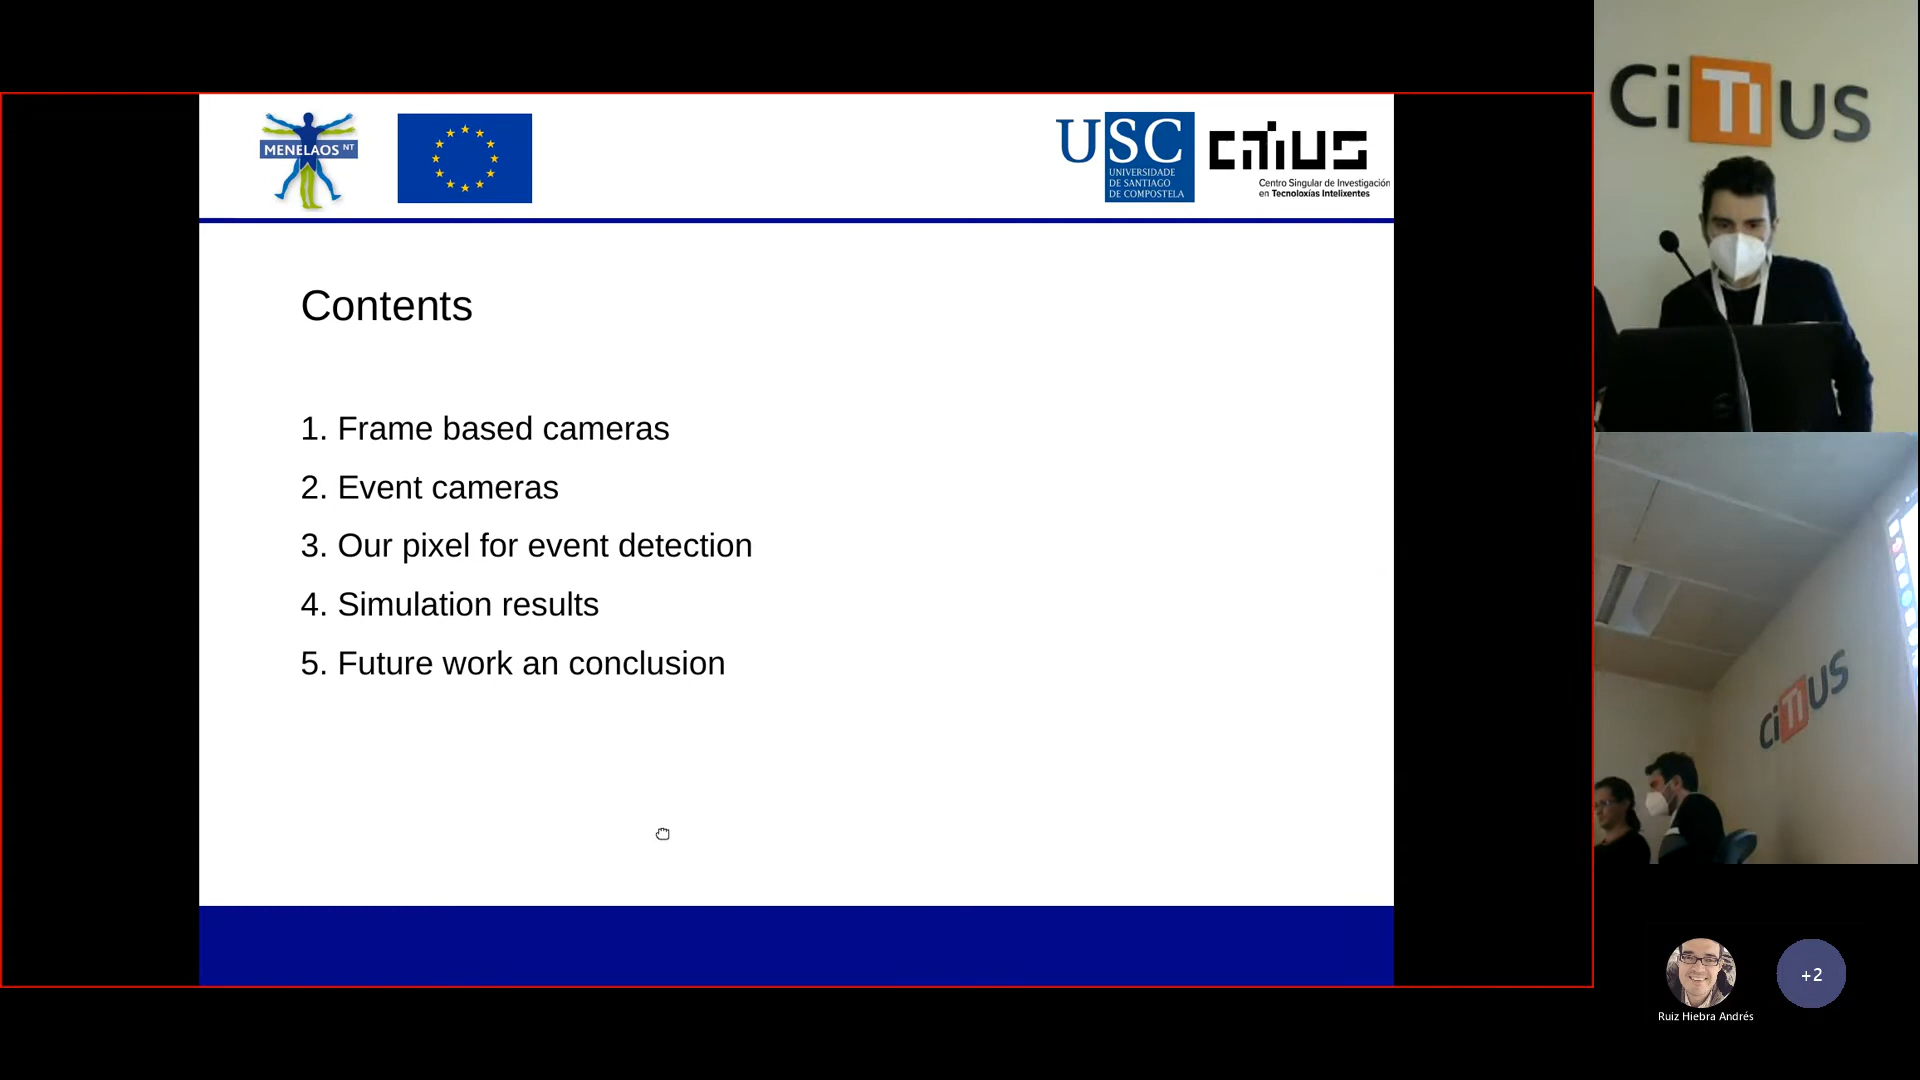 MENELAOS NT
USC
UNIVERSIDADE
DE SANTIAGO
DE COMPOSTELA
CiTIUS
Centro Singular de Investigación
en Tecnoloxías Intelixentes
Contents
1. Frame based cameras
2. Event cameras
3. Our pixel for event detection
4. Simulation results
5. Future work an conclusion
CiTIUS
CiTIUS
Ruiz Hiebra Andrés
+2